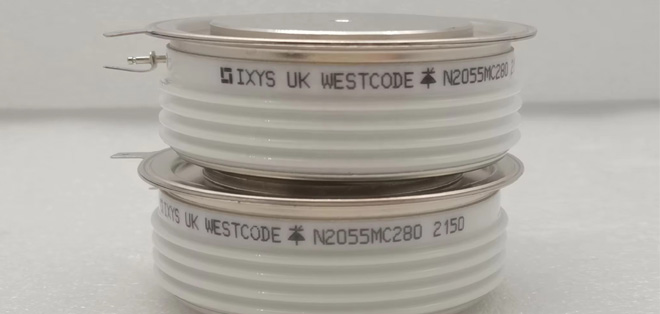 IXYS UK WESTCODE N2055MC280
IXYS UK WESTCODE N2055MC280 2150